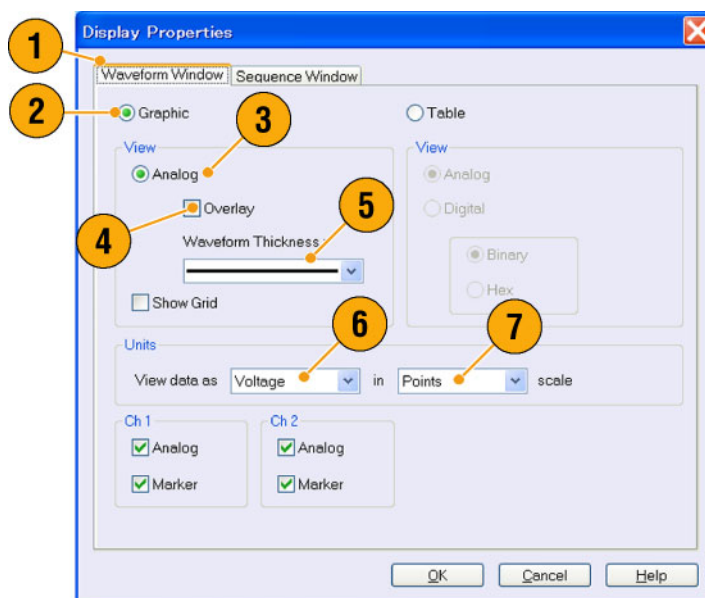 Display Properties
1
Waveform Window Sequence Window
2 Graphic 3 Table
View View
Analog Analog
4 Overlay 5 Digital
Waveform Thickness :
Binary
Show Grid Hex
6 7
Units
View data as Voltage in Points scale
Ch 1 Ch 2
Analog Analog
Marker Marker
OK Cancel Help